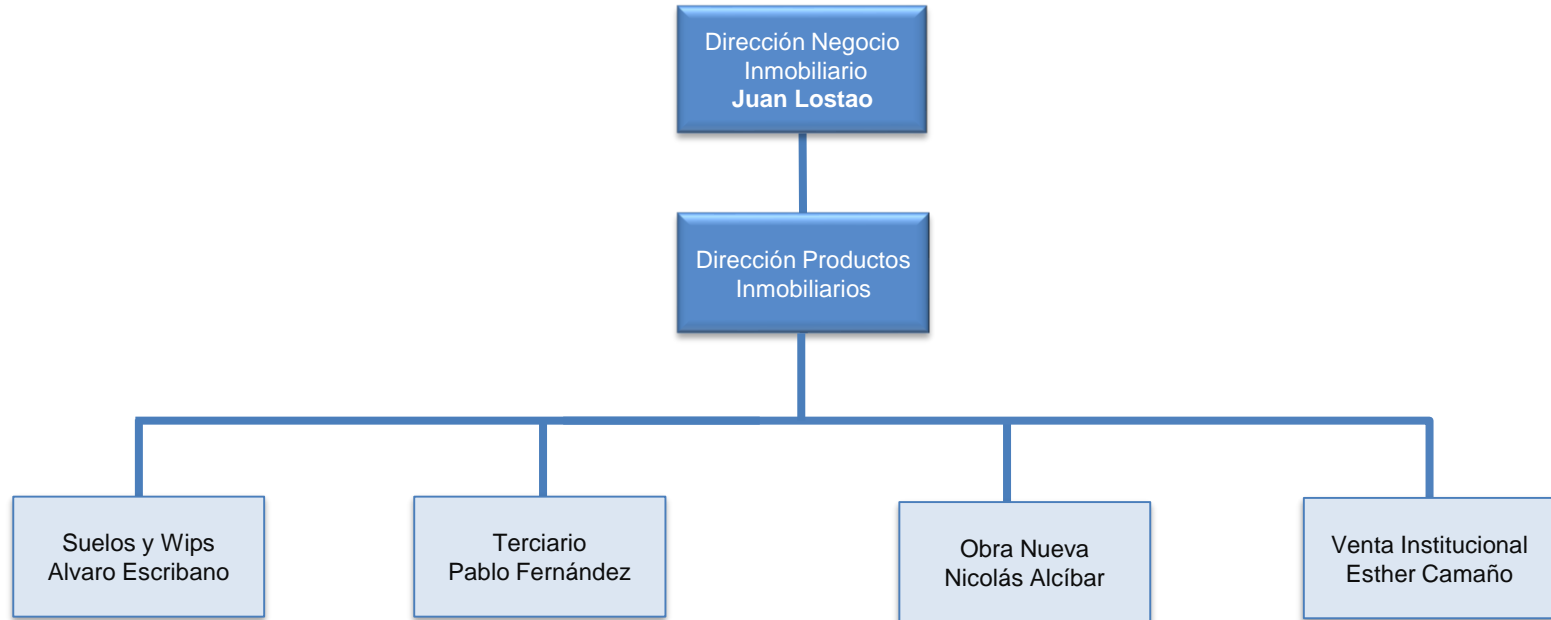 Dirección Negocio
Inmobiliario
Juan Lostao
Dirección Productos
Inmobiliarios
Suelos y Wips
Alvaro Escribano
Terciario
Pablo Fernández
Obra Nueva
Nicolás Alcíbar
Venta Institucional
Esther Camaño